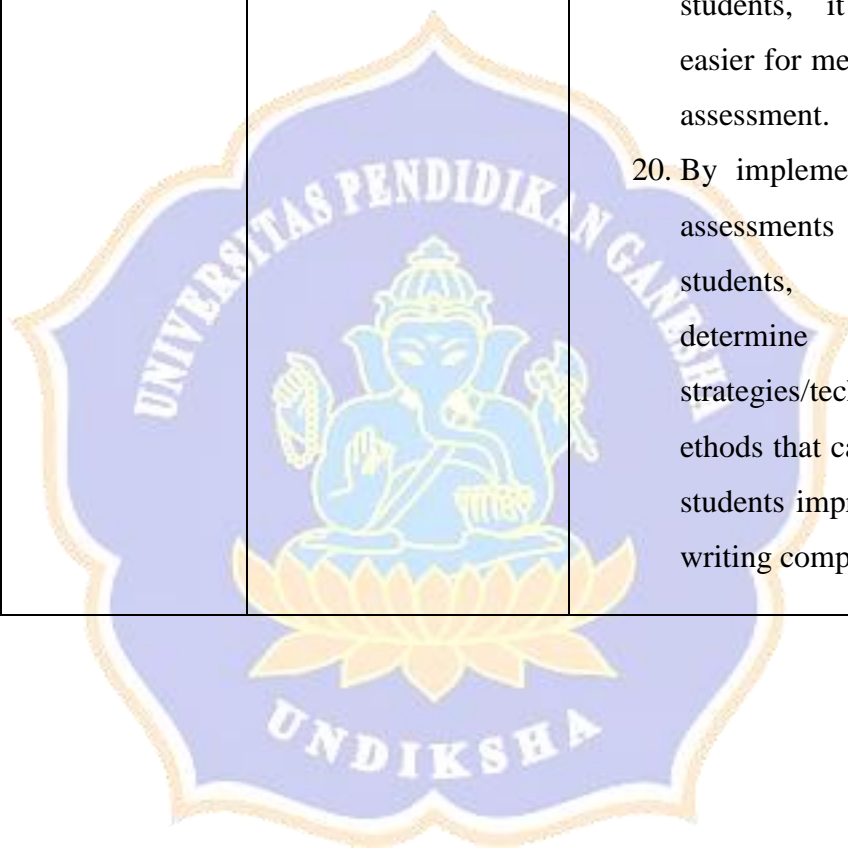 students, it
easier for me
assessment.
20. By impleme
assessments
students,
determine
strategies/tec
ethods that ca
students impr
writing comp
UNIVERSITAS PENDIDIKAN GANESHA
UNDIKSHA